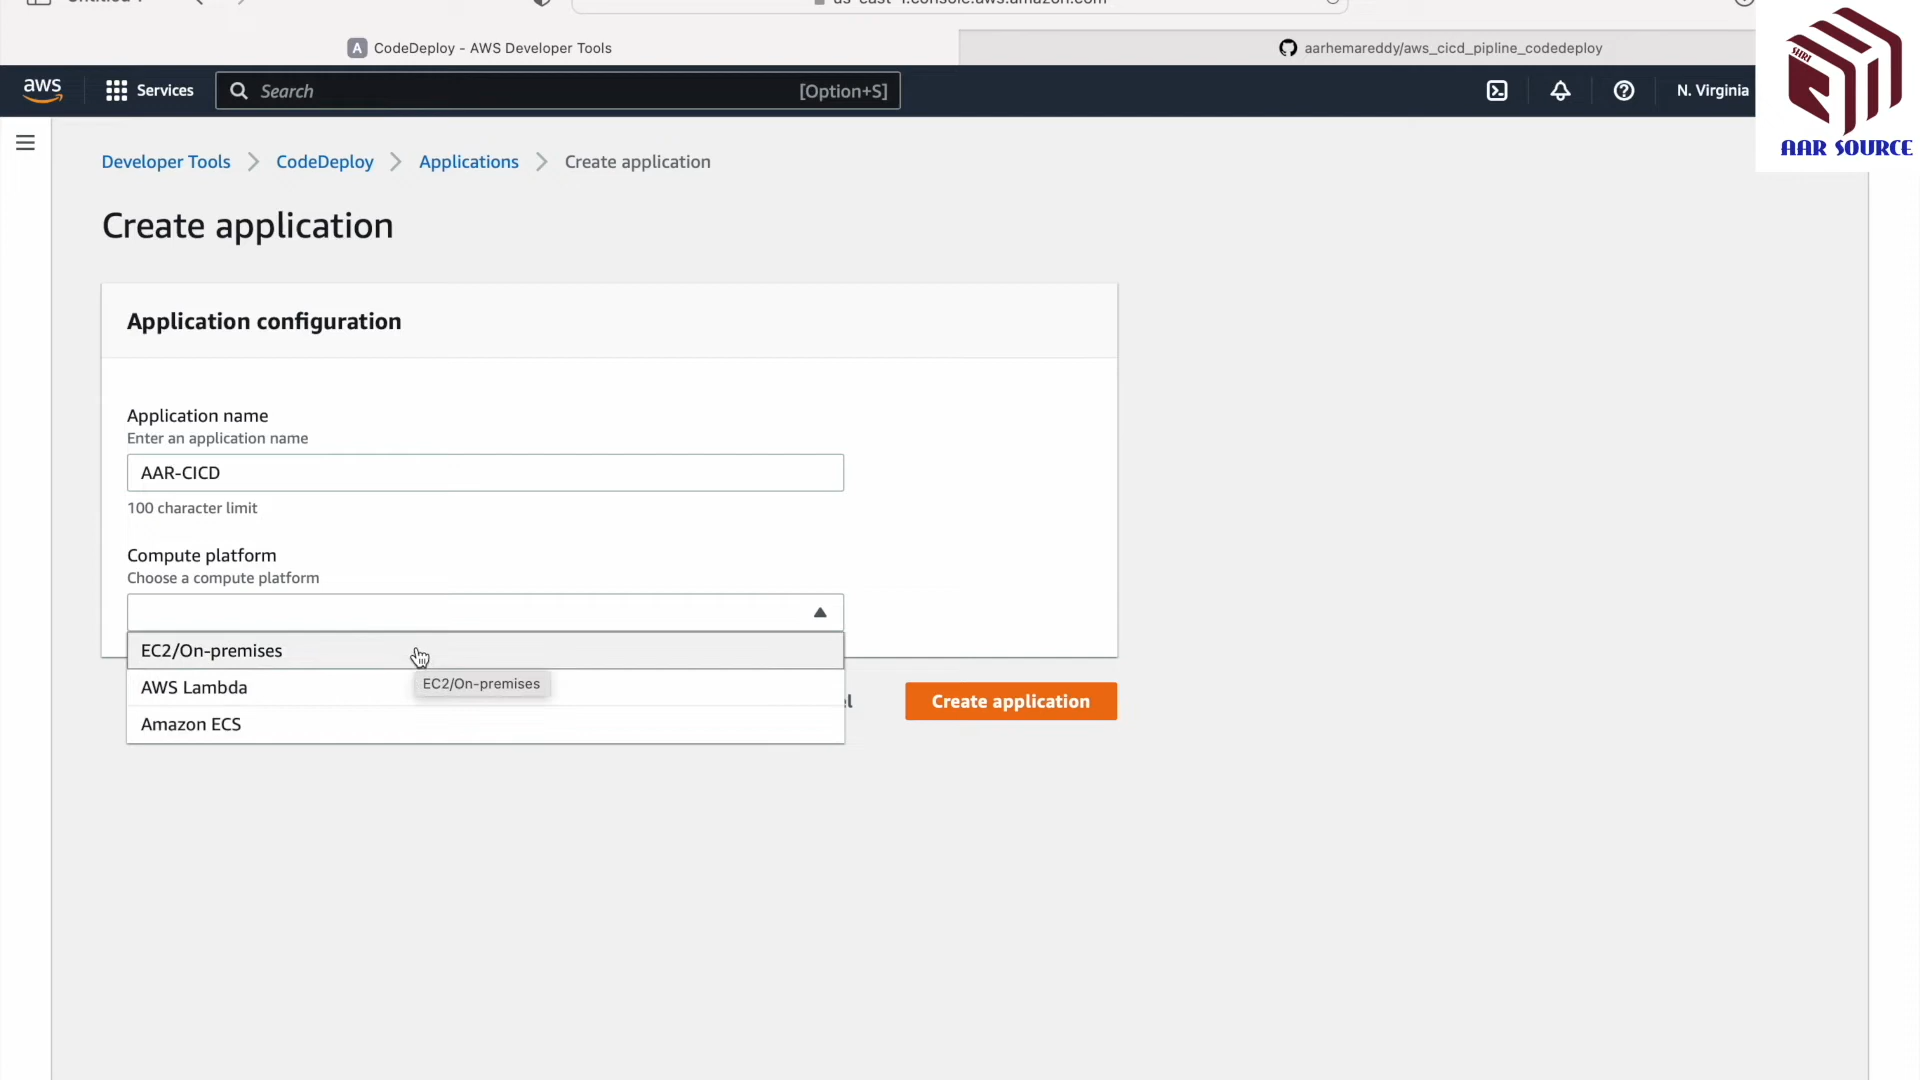 CodeDeploy - AWS Developer Tools
aarhemareddy/aws_cicd_pipline_codedeploy
aws
Services
Search
[Option+S]
N. Virginia
SHRI
AAR SOURCE
Developer Tools
CodeDeploy
Applications
Create application
Create application
Application configuration
Application name
Enter an application name
AAR-CICD
100 character limit
Compute platform
Choose a compute platform
EC2/On-premises
EC2/On-premises
AWS Lambda
Amazon ECS
Create application